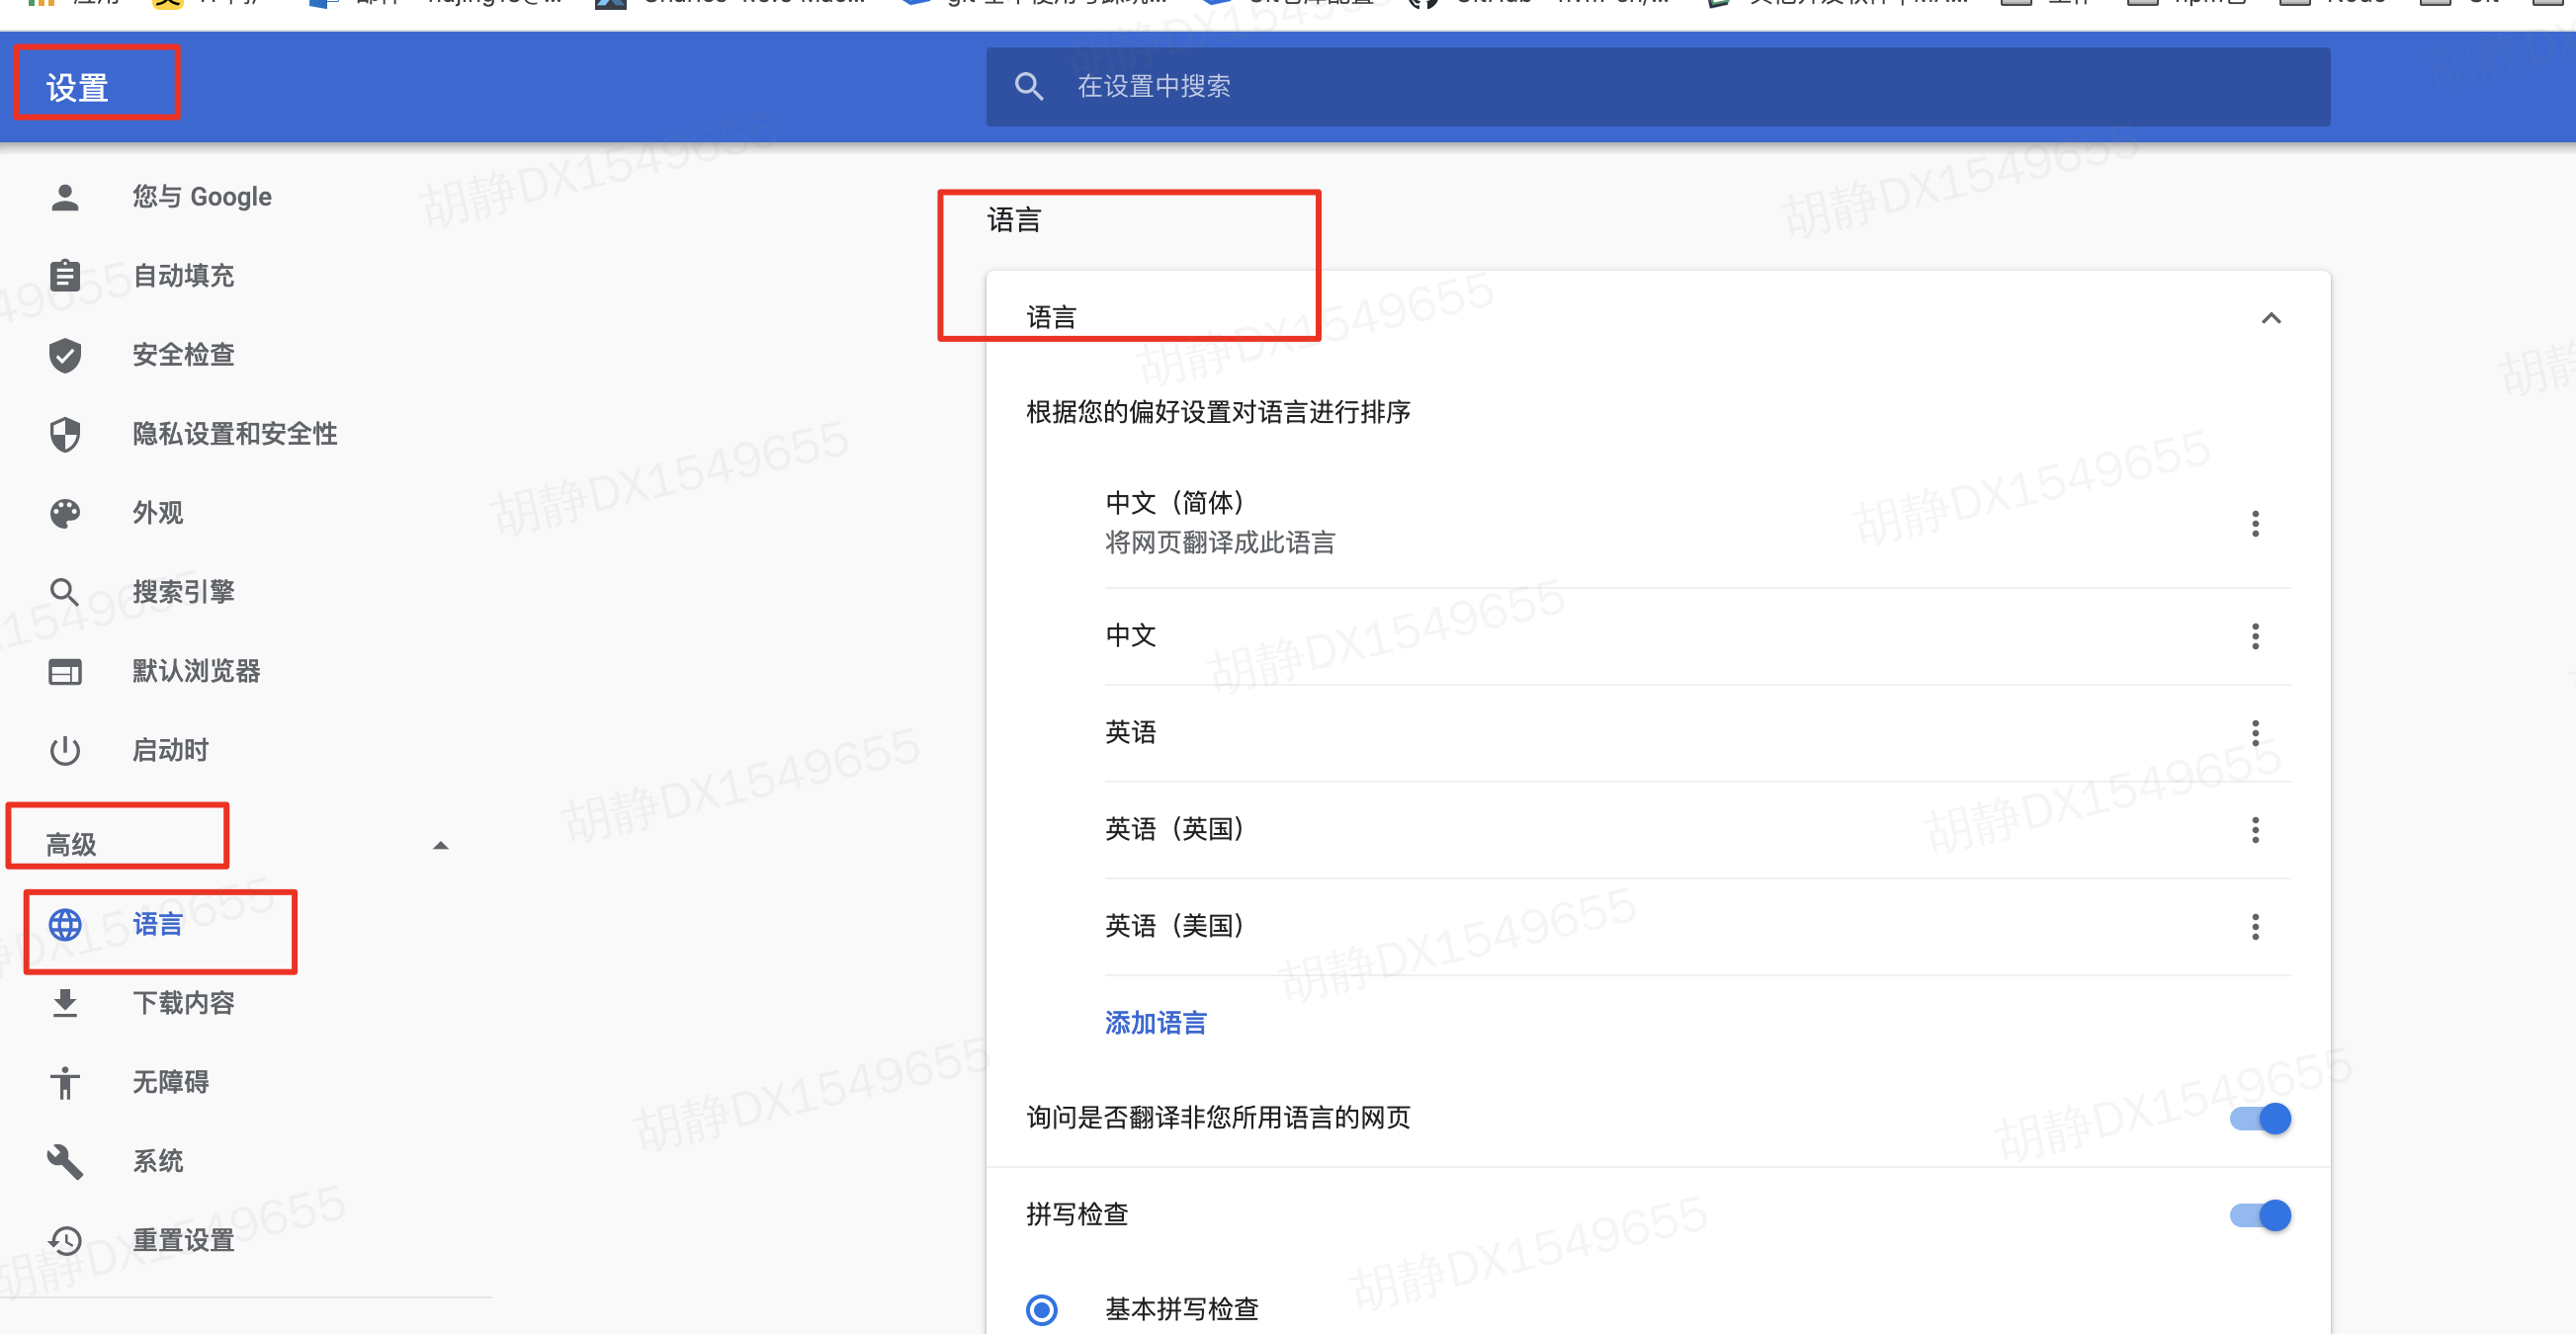 设置
在设置中搜索
您与 Google
自动填充
安全检查
隐私设置和安全性
外观
搜索引擎
默认浏览器
启动时
高级
语言
下载内容
无障碍
系统
重置设置
语言
语言
根据您的偏好设置对语言进行排序
中文（简体）
将网页翻译成此语言
中文
英语
英语（英国）
英语（美国）
添加语言
询问是否翻译非您所用语言的网页
拼写检查
基本拼写检查
胡静DX1549655